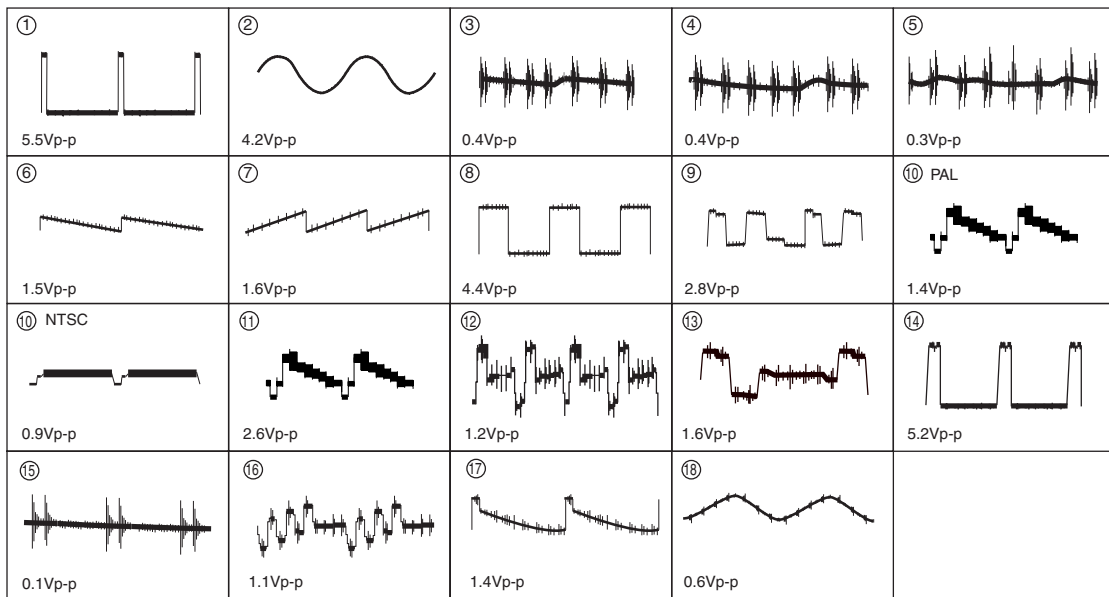 ①
5.5Vp-p
②
4.2Vp-p
③
0.4Vp-p
④
0.4Vp-p
⑤
0.3Vp-p
⑥
1.5Vp-p
⑦
1.6Vp-p
⑧
4.4Vp-p
⑨
2.8Vp-p
⑩ PAL
1.4Vp-p
⑩ NTSC
0.9Vp-p
⑪
2.6Vp-p
⑫
1.2Vp-p
⑬
1.6Vp-p
⑭
5.2Vp-p
⑮
0.1Vp-p
⑯
1.1Vp-p
⑰
1.4Vp-p
⑱
0.6Vp-p